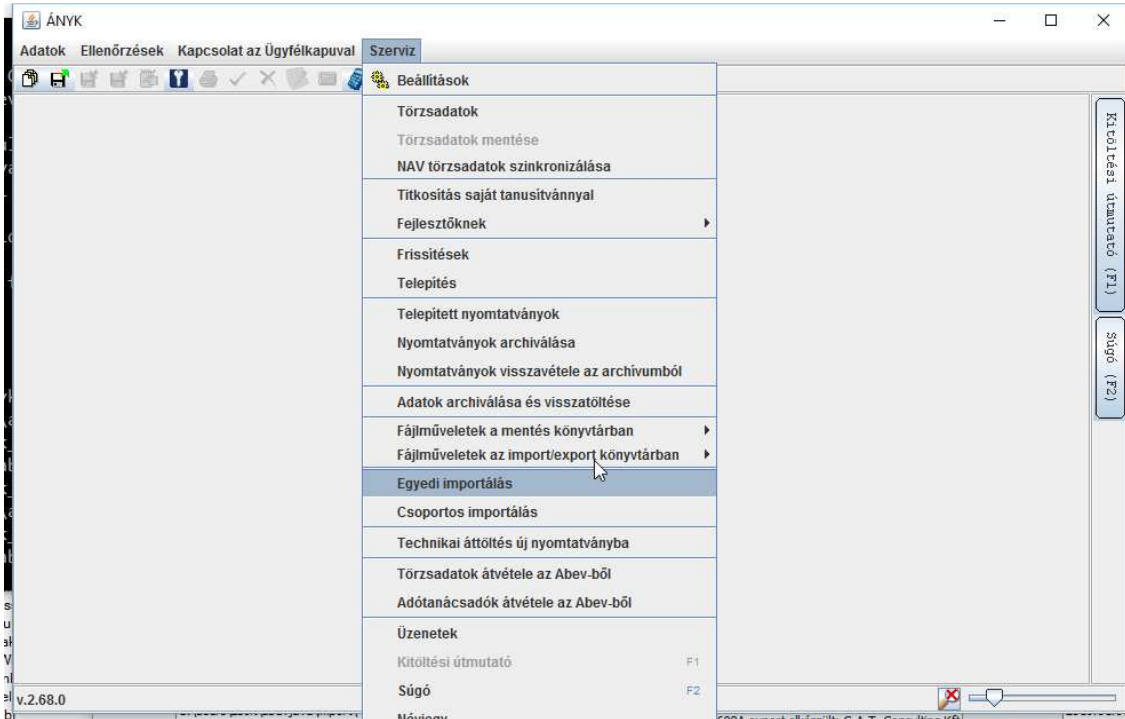 ÁNYK
Adatok Ellenőrzések Kapcsolat az Ügyfélkapuval Szerviz
Beállítások
Törzsadatok
Törzsadatok mentése
NAV törzsadatok szinkronizálása
Titkosítás saját tanusítvánnyal
Fejlesztőknek
Frissítések
Telepítés
Telepített nyomtatványok
Nyomtatványok archiválása
Nyomtatványok visszavétele az archívumból
Adatok archiválása és visszatöltése
Fájlműveletek a mentés könyvtárban
Fájlműveletek az import/export könyvtárban
Egyedi importálás
Csoportos importálás
Technikai áttöltés új nyomtatványba
Törzsadatok átvétele az Abev-ből
Adótanácsadók átvétele az Abev-ből
Üzenetek
Kitöltési útmutató F1
Súgó F2
Névjegy
Kitöltési útmutató (F1)
Súgó (F2)
v.2.68.0